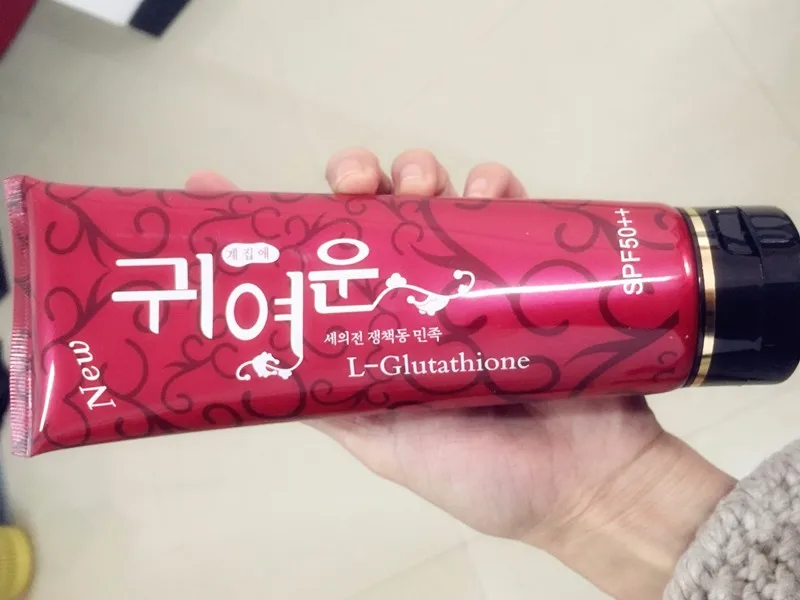 New
계집애
귀여운
세의전 쟁책동 민족
L-Glutathione
SPF50++